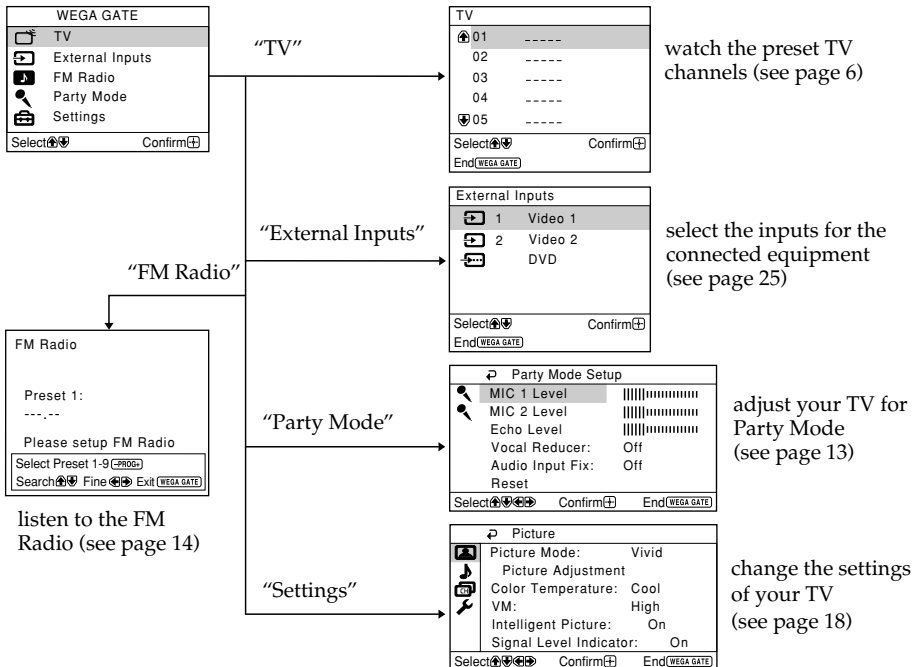 WEGA GATE
TV
External Inputs
FM Radio
Party Mode
Settings
Select Confirm
"TV"
TV
01 -----
02 -----
03 -----
04 -----
05 -----
Select Confirm
End WEGA GATE
watch the preset TV
channels (see page 6)
"External Inputs"
External Inputs
1 Video 1
2 Video 2
DVD
Select Confirm
End WEGA GATE
select the inputs for the
connected equipment
(see page 25)
"FM Radio"
FM Radio
Preset 1:
---.--
Please setup FM Radio
Select Preset 1-9 -PROG+
Search Fine Exit WEGA GATE
listen to the FM
Radio (see page 14)
"Party Mode"
Party Mode Setup
MIC 1 Level
MIC 2 Level
Echo Level
Vocal Reducer: Off
Audio Input Fix: Off
Reset
Select Confirm End WEGA GATE
adjust your TV for
Party Mode
(see page 13)
"Settings"
Picture
Picture Mode: Vivid
Picture Adjustment
Color Temperature: Cool
VM: High
Intelligent Picture: On
Signal Level Indicator: On
Select Confirm End WEGA GATE
change the settings
of your TV
(see page 18)